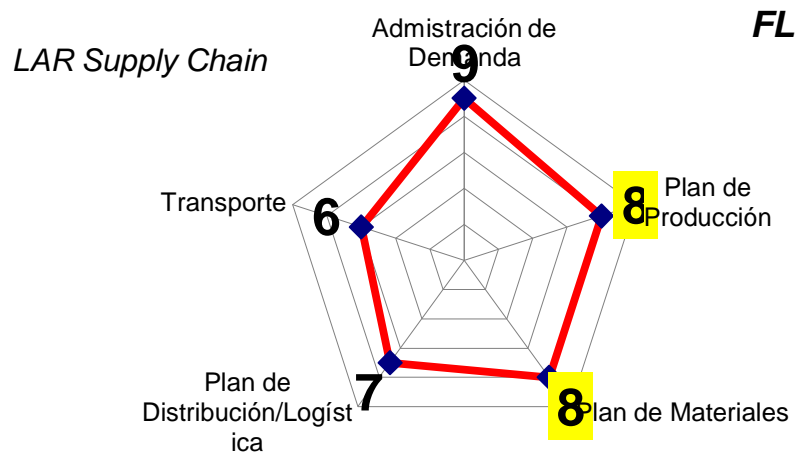 FL
LAR Supply Chain
Admistración de
Demanda
9
Transporte
6
8
Plan de
Producción
Plan de
Distribución/Logíst
ica
7
8
Plan de Materiales